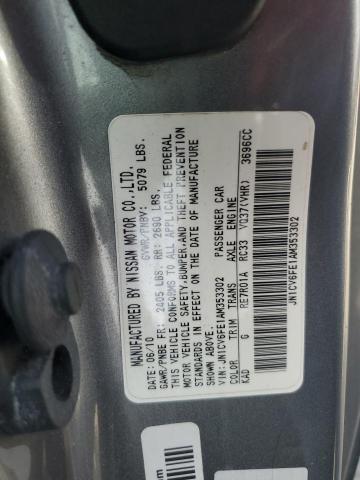 MANUFACTURED BY NISSAN MOTOR CO.,LTD.
DATE: 06/10 GVWR/PNBV: 5079 LBS.
GAWR/PNBE FR: 2405 LBS. RR: 2690 LBS.
THIS VEHICLE CONFORMS TO ALL APPLICABLE FEDERAL
MOTOR VEHICLE SAFETY,BUMPER,AND THEFT PREVENTION
STANDARDS IN EFFECT ON THE DATE OF MANUFACTURE
SHOWN ABOVE.
VIN:JN1CV6FE1AM353302 PASSENGER CAR
COLOR TRIM TRANS AXLE ENGINE
KAD G RE7R01A RC33 VQ37(VHR) 3696CC
JN1CV6FE1AM353302